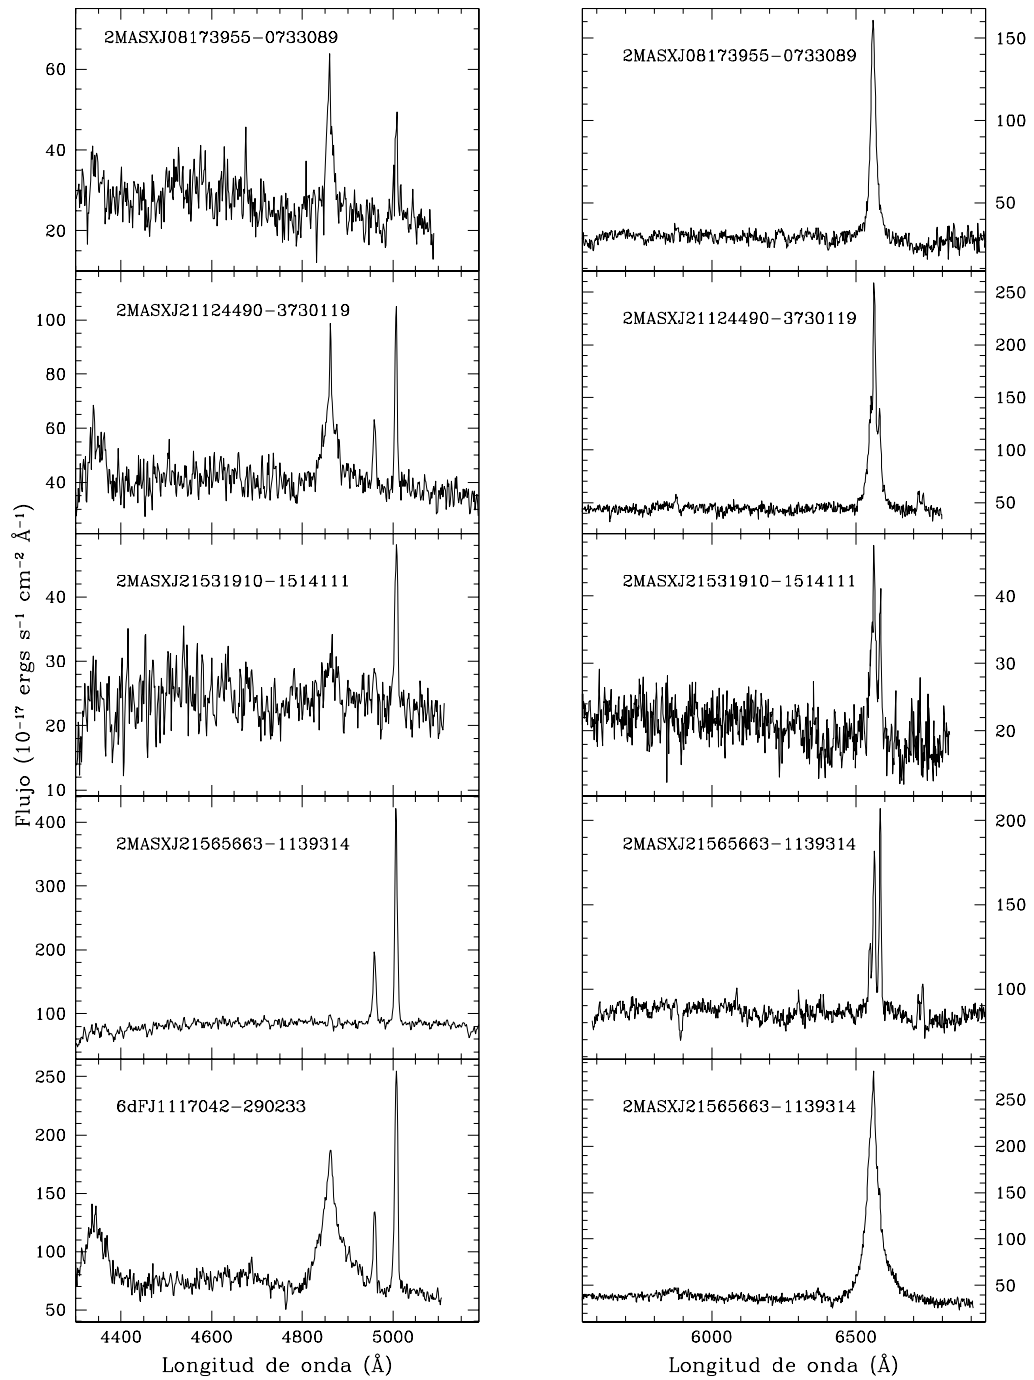 2MASXJ08173955-0733089
2MASXJ08173955-0733089
60
40
20
150
100
50
2MASXJ21124490-3730119
2MASXJ21124490-3730119
100
80
60
40
250
200
150
100
50
2MASXJ21531910-1514111
2MASXJ21531910-1514111
40
30
20
10
40
30
20
2MASXJ21565663-1139314
2MASXJ21565663-1139314
400
300
200
100
200
150
100
6dFJ1117042-290233
2MASXJ21565663-1139314
250
200
150
100
50
250
200
150
100
50
4400 4600 4800 5000
6000 6500
Longitud de onda (Å)
Longitud de onda (Å)
Flujo (10⁻¹⁷ ergs s⁻¹ cm⁻² Å⁻¹)